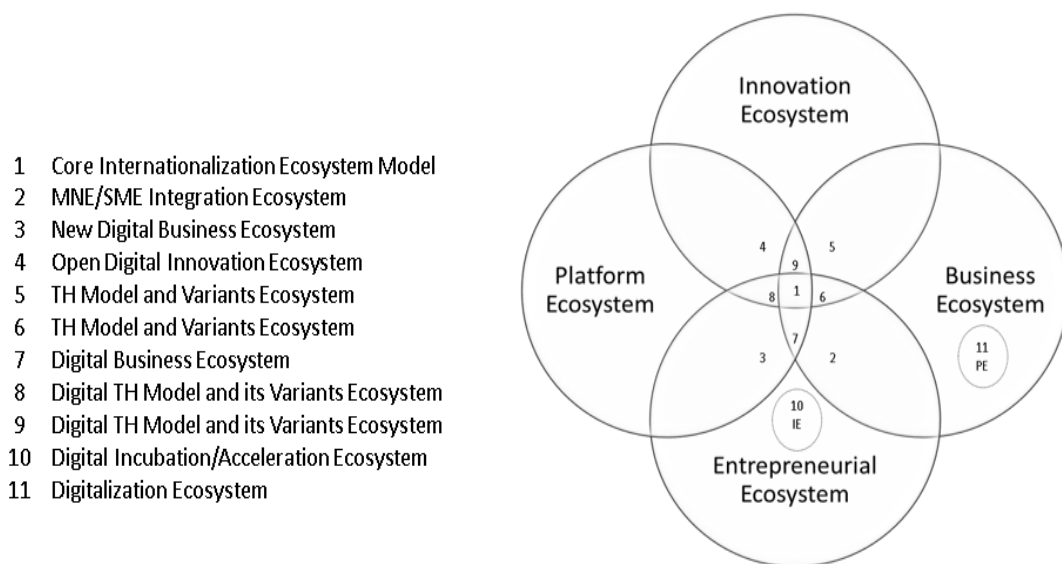 1 Core Internationalization Ecosystem Model
2 MNE/SME Integration Ecosystem
3 New Digital Business Ecosystem
4 Open Digital Innovation Ecosystem
5 TH Model and Variants Ecosystem
6 TH Model and Variants Ecosystem
7 Digital Business Ecosystem
8 Digital TH Model and its Variants Ecosystem
9 Digital TH Model and its Variants Ecosystem
10 Digital Incubation/Acceleration Ecosystem
11 Digitalization Ecosystem
Innovation
Ecosystem
Platform
Ecosystem
Business
Ecosystem
4
5
9
8
1
6
7
3
2
11
PE
10
IE
Entrepreneurial
Ecosystem